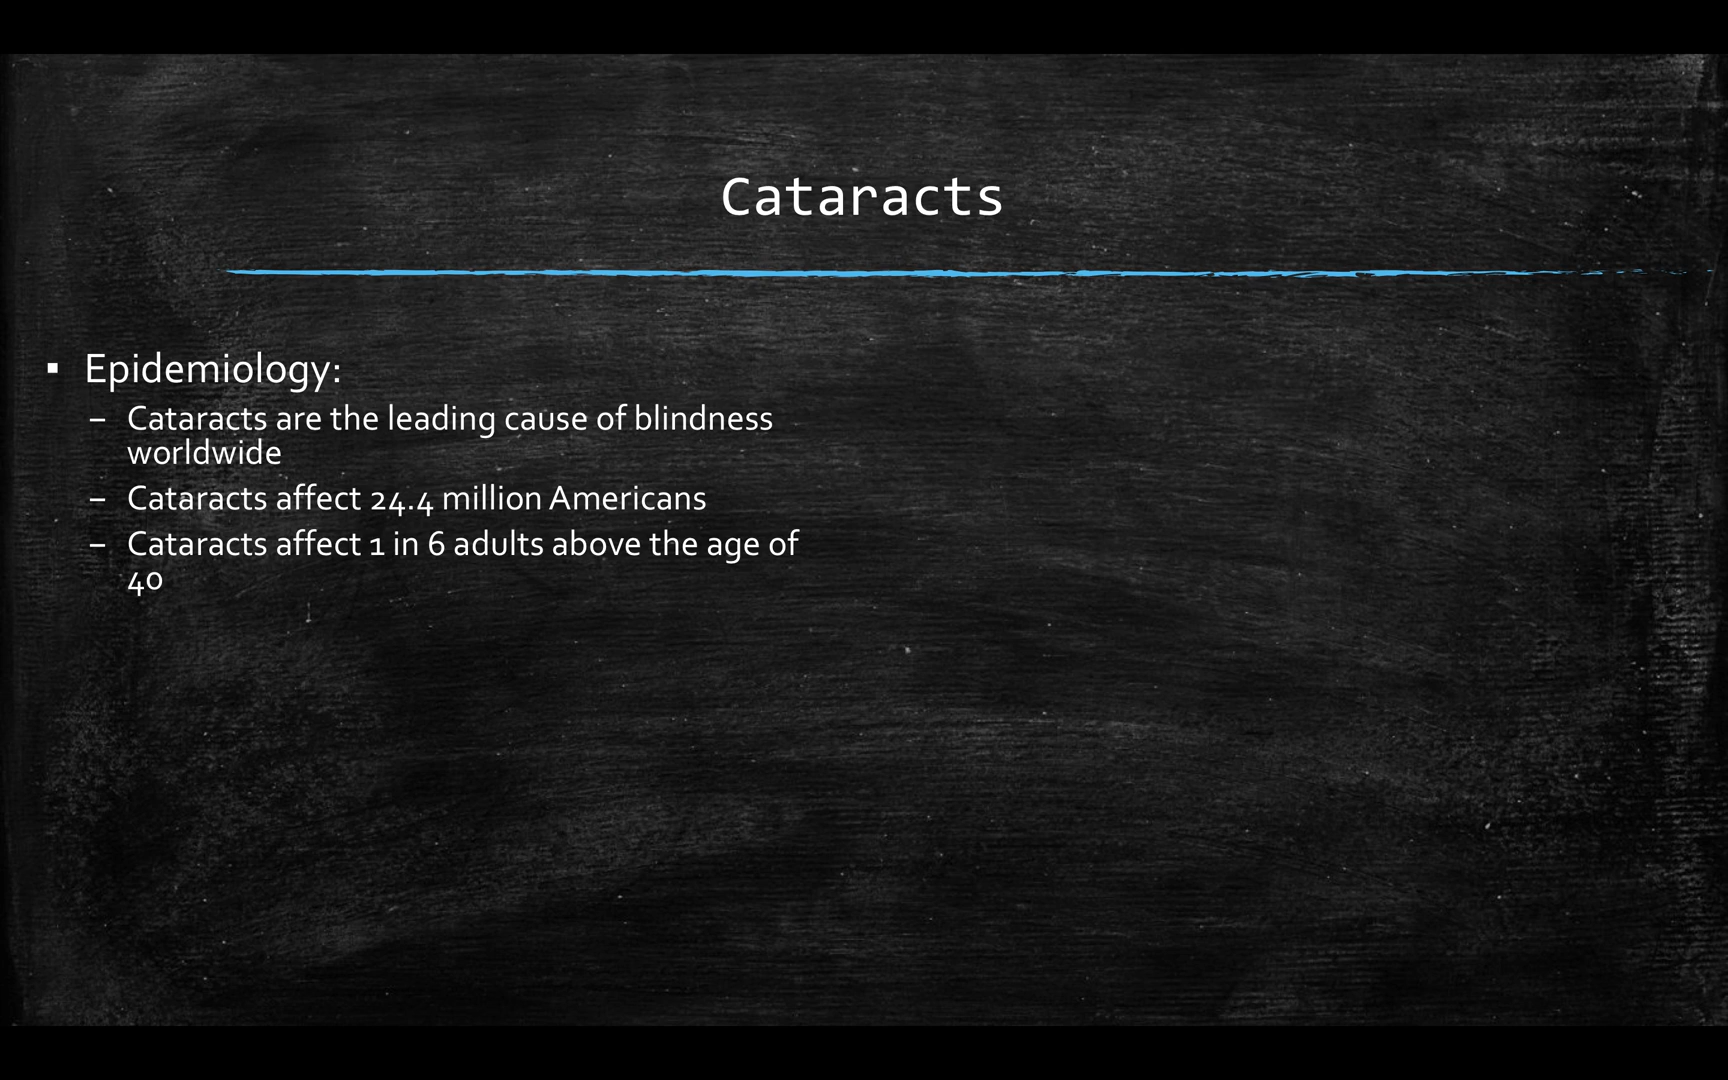 Cataracts
▪ Epidemiology:
– Cataracts are the leading cause of blindness
worldwide
– Cataracts affect 24.4 million Americans
– Cataracts affect 1 in 6 adults above the age of
40